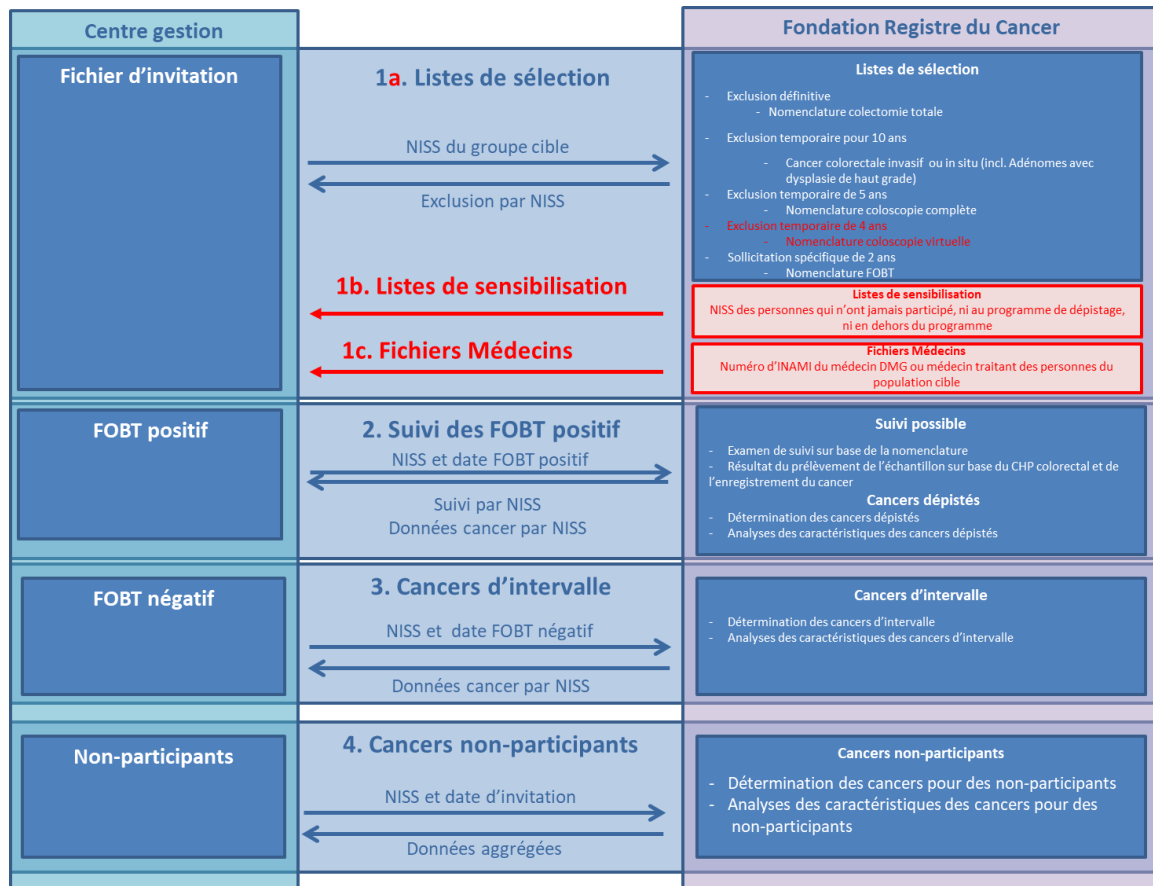 Centre gestion
Fondation Registre du Cancer
Fichier d'invitation
1a. Listes de sélection
NISS du groupe cible
Exclusion par NISS
Listes de sélection
- Exclusion définitive
- Nomenclature colectomie totale
- Exclusion temporaire pour 10 ans
- Cancer colorectale invasif ou in situ (incl. Adénomes avec
dysplasie de haut grade)
- Exclusion temporaire de 5 ans
- Nomenclature coloscopie complète
- Exclusion temporaire de 4 ans
- Nomenclature coloscopie virtuelle
- Sollicitation spécifique de 2 ans
- Nomenclature FOBT
1b. Listes de sensibilisation
Listes de sensibilisation
NISS des personnes qui n'ont jamais participé, ni au programme de dépistage,
ni en dehors du programme
1c. Fichiers Médecins
Fichiers Médecins
Numéro d'INAMI du médecin DMG ou médecin traitant des personnes du
population cible
FOBT positif
2. Suivi des FOBT positif
NISS et date FOBT positif
Suivi par NISS
Données cancer par NISS
Suivi possible
- Examen de suivi sur base de la nomenclature
- Résultat du prélèvement de l'échantillon sur base du CHP colorectal et de
l'enregistrement du cancer
Cancers dépistés
- Détermination des cancers dépistés
- Analyses des caractéristiques des cancers dépistés
FOBT négatif
3. Cancers d'intervalle
NISS et date FOBT négatif
Données cancer par NISS
Cancers d'intervalle
- Détermination des cancers d'intervalle
- Analyses des caractéristiques des cancers d'intervalle
Non-participants
4. Cancers non-participants
NISS et date d'invitation
Données aggrégées
Cancers non-participants
- Détermination des cancers pour des non-participants
- Analyses des caractéristiques des cancers pour des
non-participants